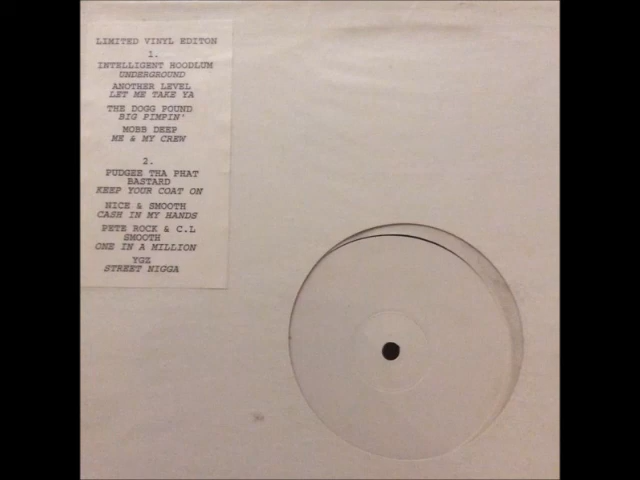 LIMITED VINYL EDITON
1.
INTELLIGENT HOODLUM
UNDERGROUND
ANOTHER LEVEL
LET ME TAKE YA
THE DOGG POUND
BIG PIMPIN'
MOBB DEEP
ME & MY CREW
2.
PUDGEE THA PHAT
BASTARD
KEEP YOUR COAT ON
NICE & SMOOTH
CASH IN MY HANDS
PETE ROCK & C.L
SMOOTH
ONE IN A MILLION
YGZ
STREET NIGGA